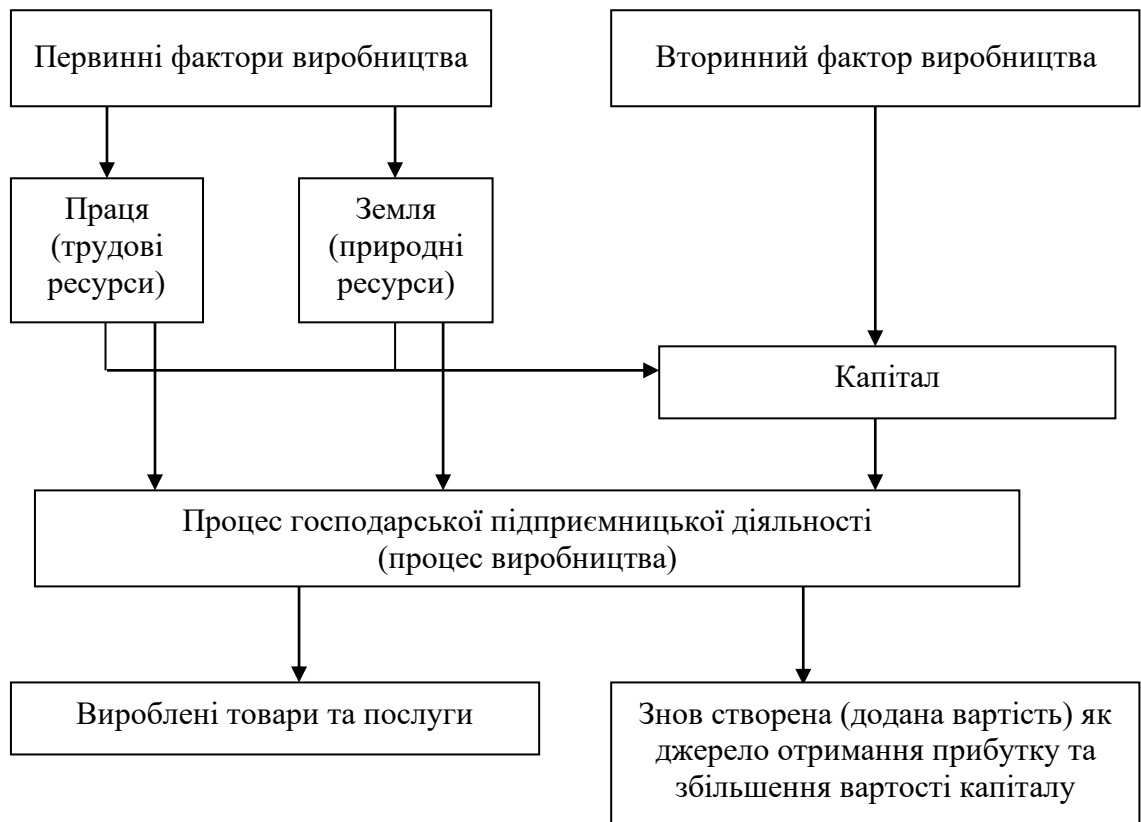 Первинні фактори виробництва
Вторинний фактор виробництва
Праця
(трудові
ресурси)
Земля
(природні
ресурси)
Капітал
Процес господарської підприємницької діяльності
(процес виробництва)
Вироблені товари та послуги
Знов створена (додана вартість) як
джерело отримання прибутку та
збільшення вартості капіталу